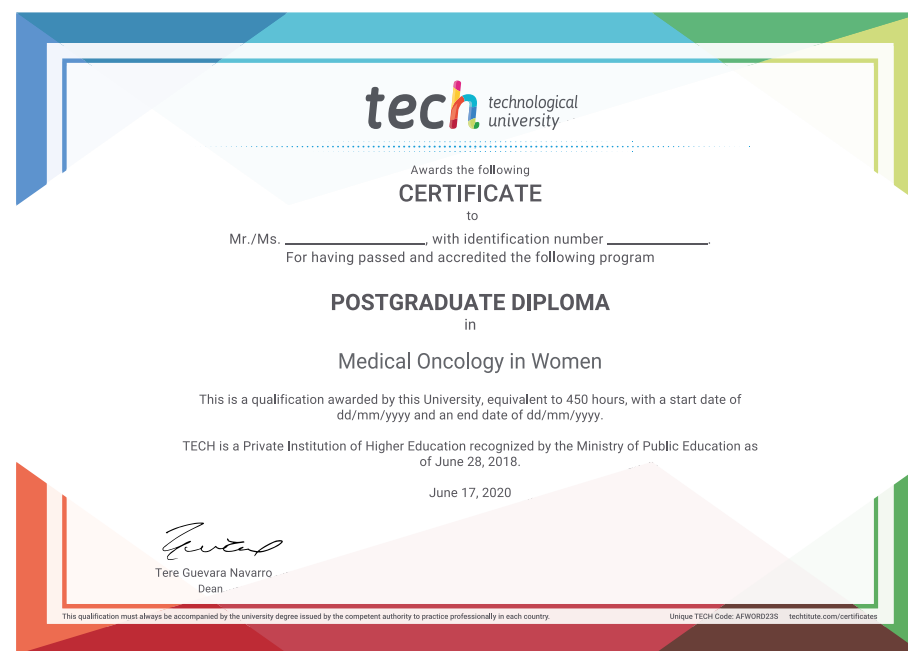 tech technological
university
Awards the following
CERTIFICATE
to
Mr./Ms. ____________________, with identification number ______________.
For having passed and accredited the following program
POSTGRADUATE DIPLOMA
in
Medical Oncology in Women
This is a qualification awarded by this University, equivalent to 450 hours, with a start date of
dd/mm/yyyy and an end date of dd/mm/yyyy.
TECH is a Private Institution of Higher Education recognized by the Ministry of Public Education as
of June 28, 2018.
June 17, 2020
Tere Guevara Navarro
Dean
This qualification must always be accompanied by the university degree issued by the competent authority to practice professionally in each country. Unique TECH Code: AFWORD23S techtitute.com/certificates